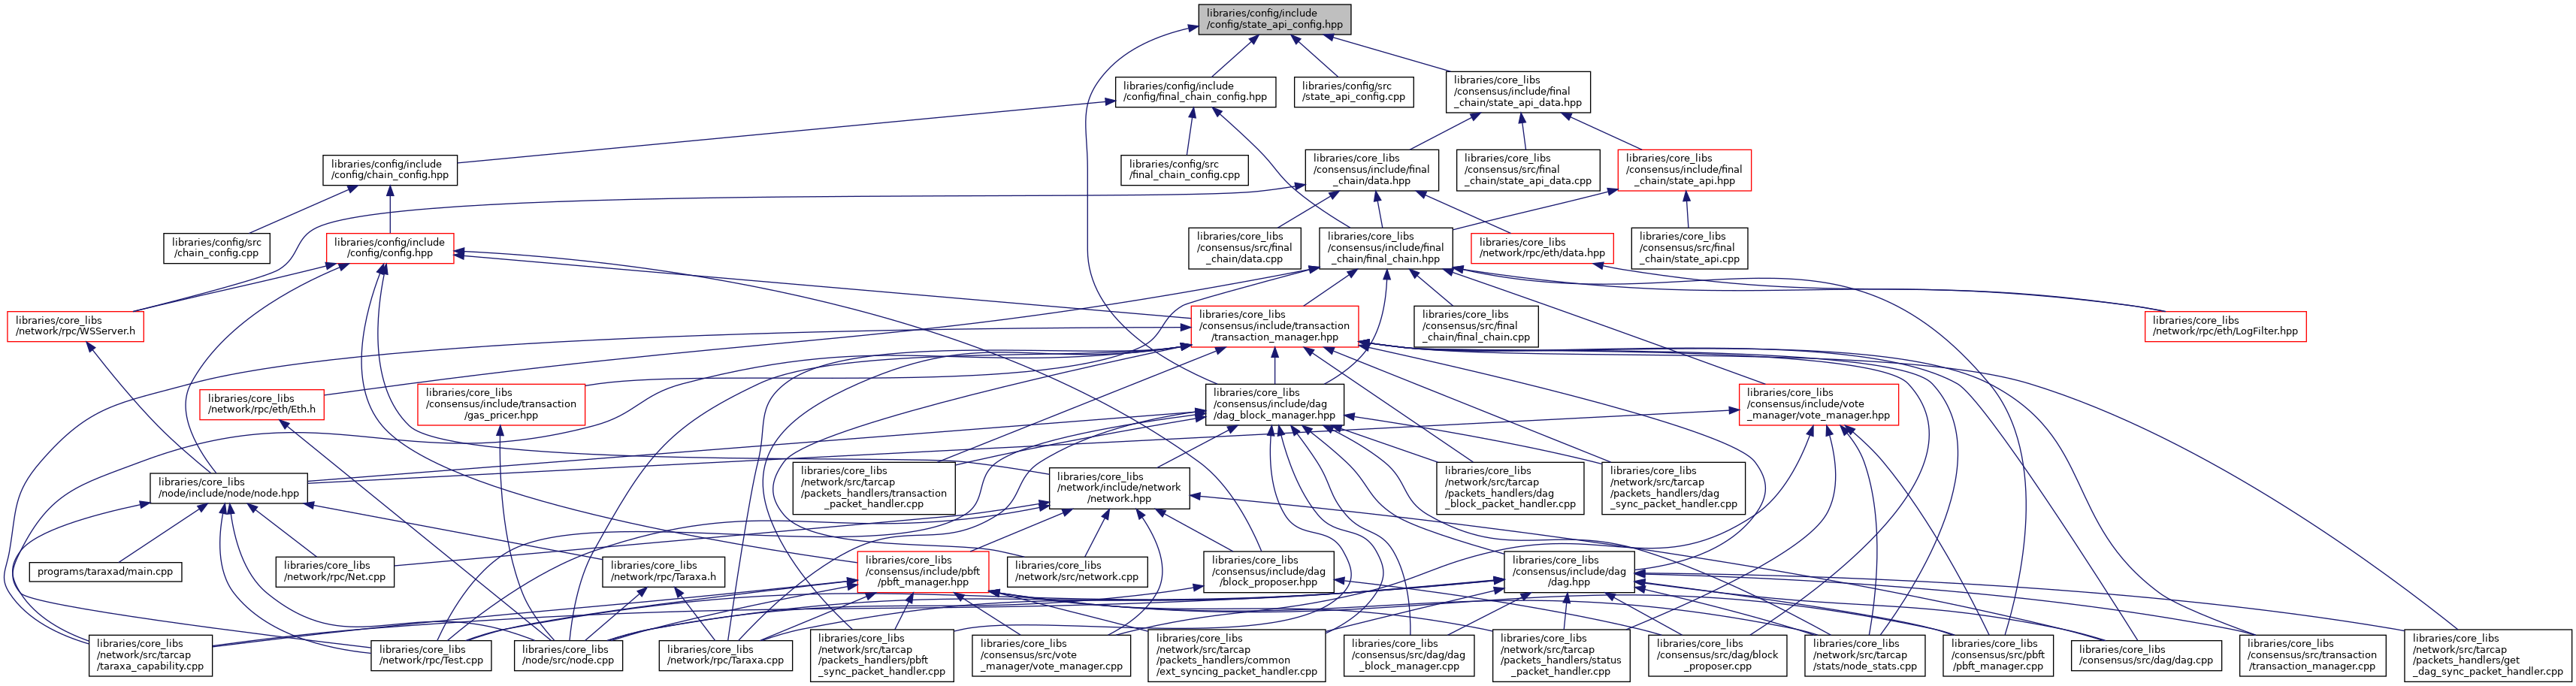 libraries/config/include
/config/state_api_config.hpp
libraries/config/include
/config/final_chain_config.hpp
libraries/config/src
/state_api_config.cpp
libraries/core_libs
/consensus/include/final
_chain/state_api_data.hpp
libraries/config/include
/config/chain_config.hpp
libraries/config/src
/final_chain_config.cpp
libraries/core_libs
/consensus/include/final
_chain/data.hpp
libraries/core_libs
/consensus/src/final
_chain/state_api_data.cpp
libraries/core_libs
/consensus/include/final
_chain/state_api.hpp
libraries/config/src
/chain_config.cpp
libraries/config/include
/config/config.hpp
libraries/core_libs
/consensus/src/final
_chain/data.cpp
libraries/core_libs
/consensus/include/final
_chain/final_chain.hpp
libraries/core_libs
/network/rpc/eth/data.hpp
libraries/core_libs
/consensus/src/final
_chain/state_api.cpp
libraries/core_libs
/network/rpc/WSServer.h
libraries/core_libs
/consensus/include/transaction
/transaction_manager.hpp
libraries/core_libs
/consensus/src/final
_chain/final_chain.cpp
libraries/core_libs
/network/rpc/eth/LogFilter.hpp
libraries/core_libs
/network/rpc/eth/Eth.h
libraries/core_libs
/consensus/include/transaction
/gas_pricer.hpp
libraries/core_libs
/consensus/include/dag
/dag_block_manager.hpp
libraries/core_libs
/consensus/include/vote
_manager/vote_manager.hpp
libraries/core_libs
/node/include/node/node.hpp
libraries/core_libs
/network/src/tarcap
/packets_handlers/transaction
_packet_handler.cpp
libraries/core_libs
/network/include/network
/network.hpp
libraries/core_libs
/network/src/tarcap
/packets_handlers/dag
_block_packet_handler.cpp
libraries/core_libs
/network/src/tarcap
/packets_handlers/dag
_sync_packet_handler.cpp
programs/taraxad/main.cpp
libraries/core_libs
/network/rpc/Net.cpp
libraries/core_libs
/network/rpc/Taraxa.h
libraries/core_libs
/consensus/include/pbft
/pbft_manager.hpp
libraries/core_libs
/network/src/network.cpp
libraries/core_libs
/consensus/include/dag
/block_proposer.hpp
libraries/core_libs
/consensus/include/dag
/dag.hpp
libraries/core_libs
/network/src/tarcap
/taraxa_capability.cpp
libraries/core_libs
/network/rpc/Test.cpp
libraries/core_libs
/node/src/node.cpp
libraries/core_libs
/network/rpc/Taraxa.cpp
libraries/core_libs
/network/src/tarcap
/packets_handlers/pbft
_sync_packet_handler.cpp
libraries/core_libs
/consensus/src/vote
_manager/vote_manager.cpp
libraries/core_libs
/network/src/tarcap
/packets_handlers/common
/ext_syncing_packet_handler.cpp
libraries/core_libs
/consensus/src/dag/dag
_block_manager.cpp
libraries/core_libs
/network/src/tarcap
/packets_handlers/status
_packet_handler.cpp
libraries/core_libs
/consensus/src/dag/block
_proposer.cpp
libraries/core_libs
/network/src/tarcap
/stats/node_stats.cpp
libraries/core_libs
/consensus/src/pbft
/pbft_manager.cpp
libraries/core_libs
/consensus/src/dag/dag.cpp
libraries/core_libs
/consensus/src/transaction
/transaction_manager.cpp
libraries/core_libs
/network/src/tarcap
/packets_handlers/get
_dag_sync_packet_handler.cpp